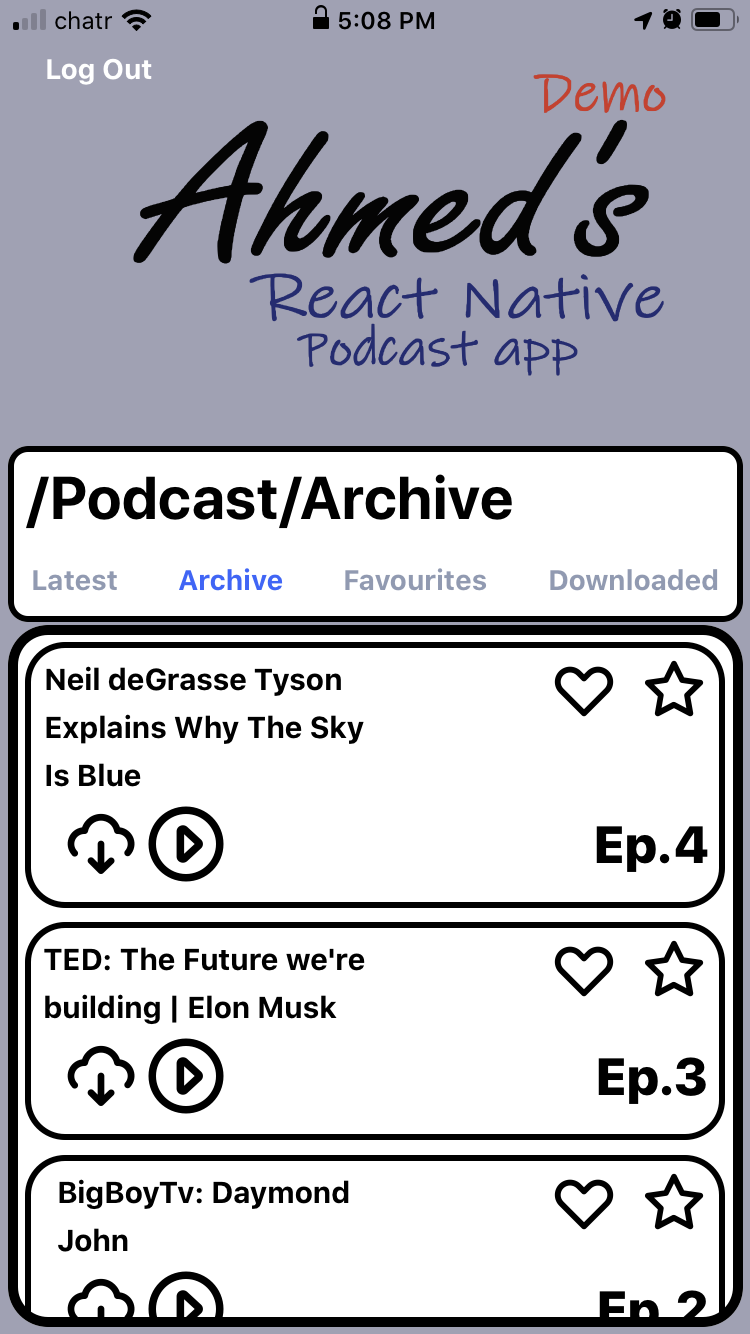 chatr 5:08 PM
Log Out
Demo
Ahmed's
React Native
Podcast app
/Podcast/Archive
Latest Archive Favourites Downloaded
Neil deGrasse Tyson
Explains Why The Sky
Is Blue
Ep.4
TED: The Future we're
building | Elon Musk
Ep.3
BigBoyTv: Daymond
John
Ep.2